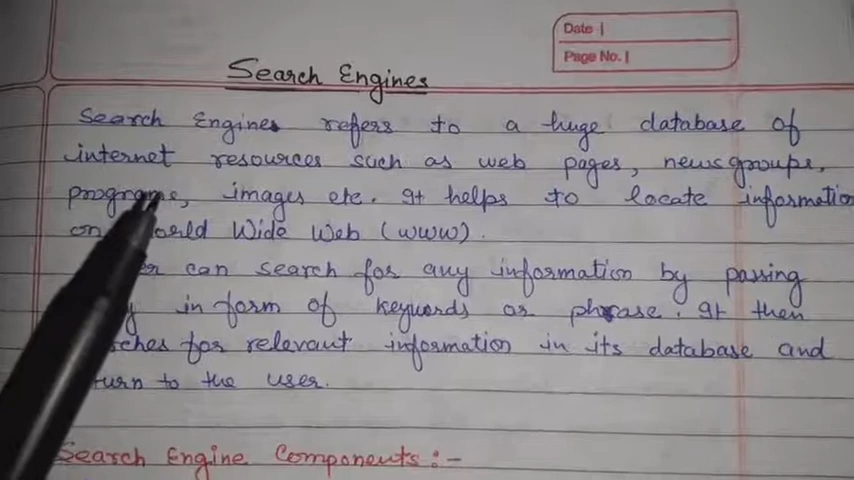 Date
Page No.
Search Engines
Search Engines refers to a huge database of
internet resources such as web pages, newsgroups,
programs, images etc. It helps to locate information
on World Wide Web (WWW).
can search for any information by passing
in form of keywords or phrase. It then
for relevant information in its database and
to the user.
Search Engine Components :-